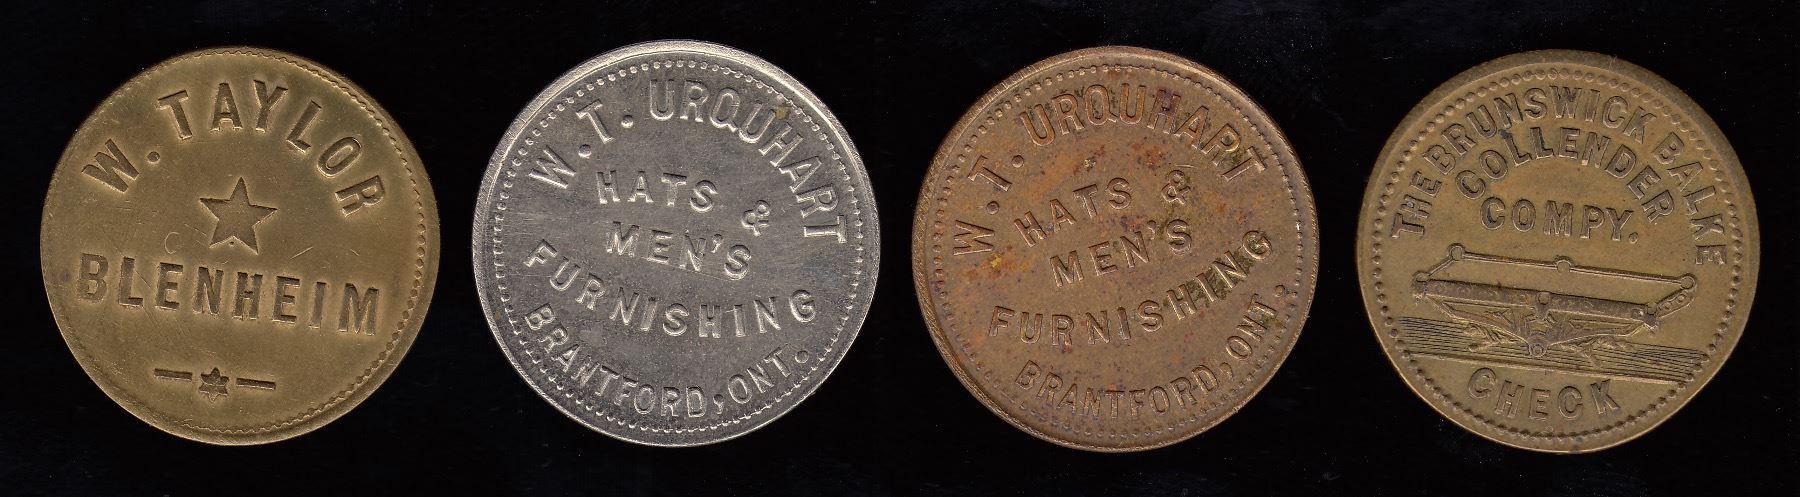 W. TAYLOR
BLENHEIM
W. T. URQUHART
HATS &
MEN'S
FURNISHING
BRANTFORD, ONT.
W. T. URQUHART
HATS &
MEN'S
FURNISHING
BRANTFORD, ONT.
THE BRUNSWICK BALKE
COLLENDER
COMPY.
CHECK